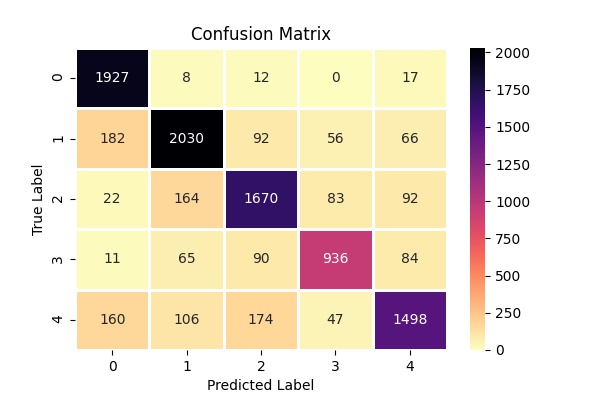 Confusion Matrix
True Label
0 1927 8 12 0 17
1 182 2030 92 56 66
2 22 164 1670 83 92
3 11 65 90 936 84
4 160 106 174 47 1498
0 1 2 3 4
Predicted Label
2000
1750
1500
1250
1000
750
500
250
0